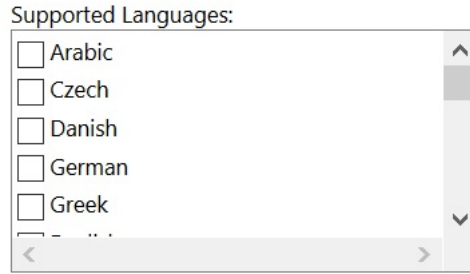 Supported Languages:
Arabic
Czech
Danish
German
Greek